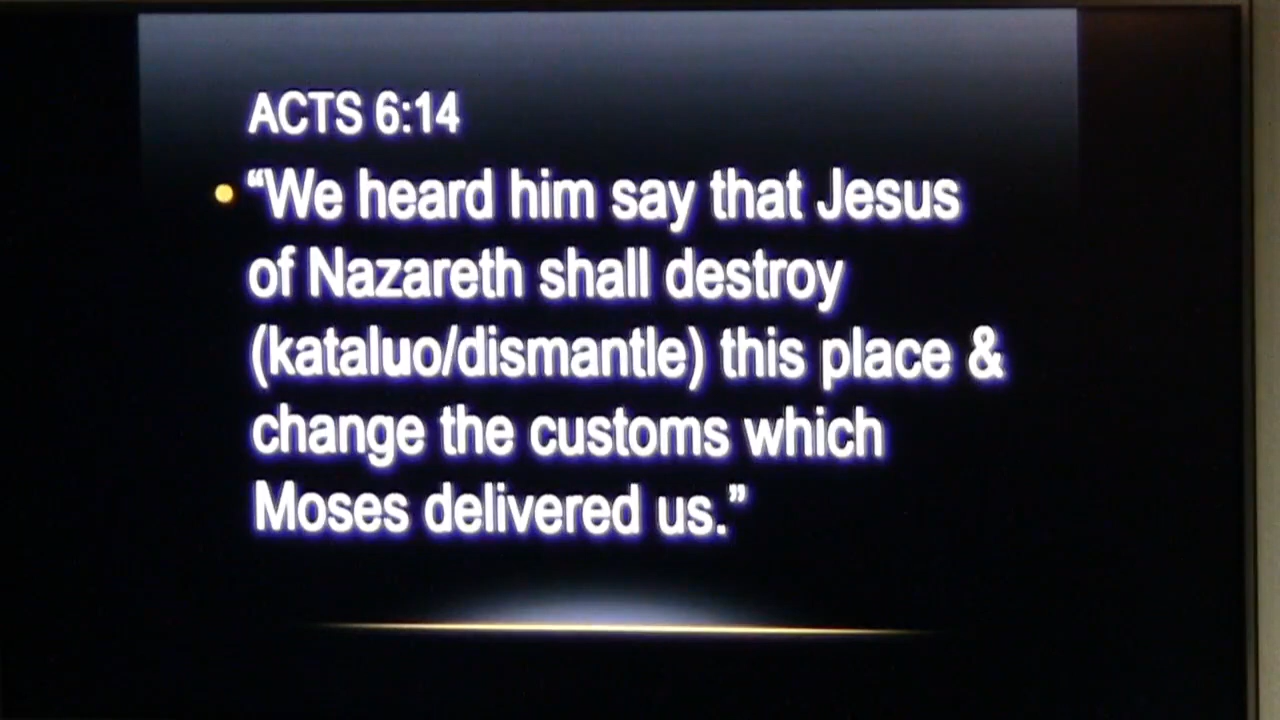 ACTS 6:14
“We heard him say that Jesus
of Nazareth shall destroy
(kataluo/dismantle) this place &
change the customs which
Moses delivered us.”